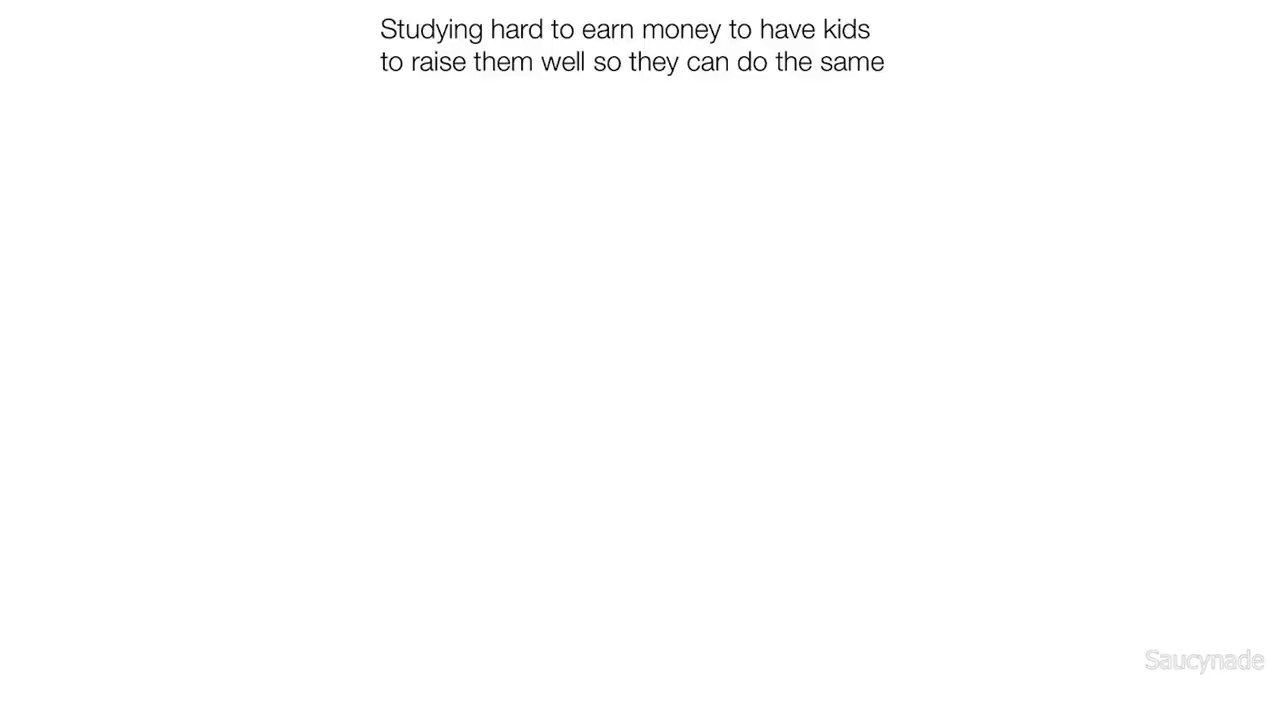 Studying hard to earn money to have kids
to raise them well so they can do the same
Saucynade